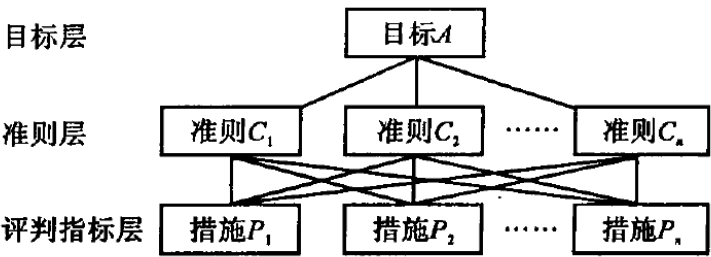 目标层 目标A
准则层 准则C₁ 准则C₂ …… 准则Cₙ
评判指标层 措施P₁ 措施P₂ …… 措施Pₙ